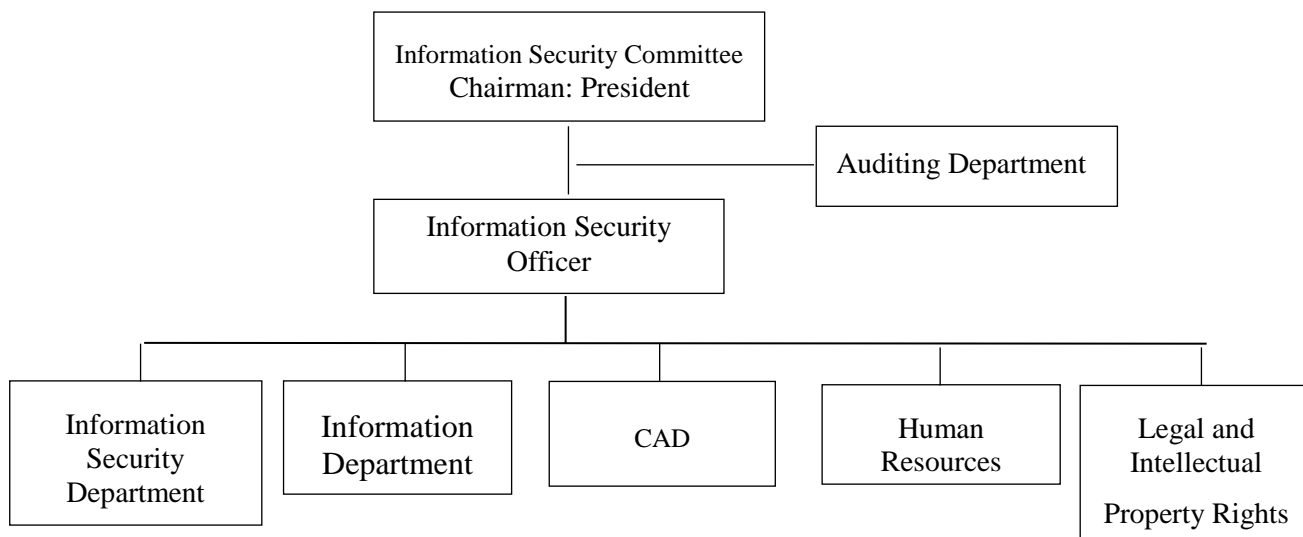 Information Security Committee
Chairman: President
Auditing Department
Information Security
Officer
Information
Security
Department
Information
Department
CAD
Human
Resources
Legal and
Intellectual
Property Rights